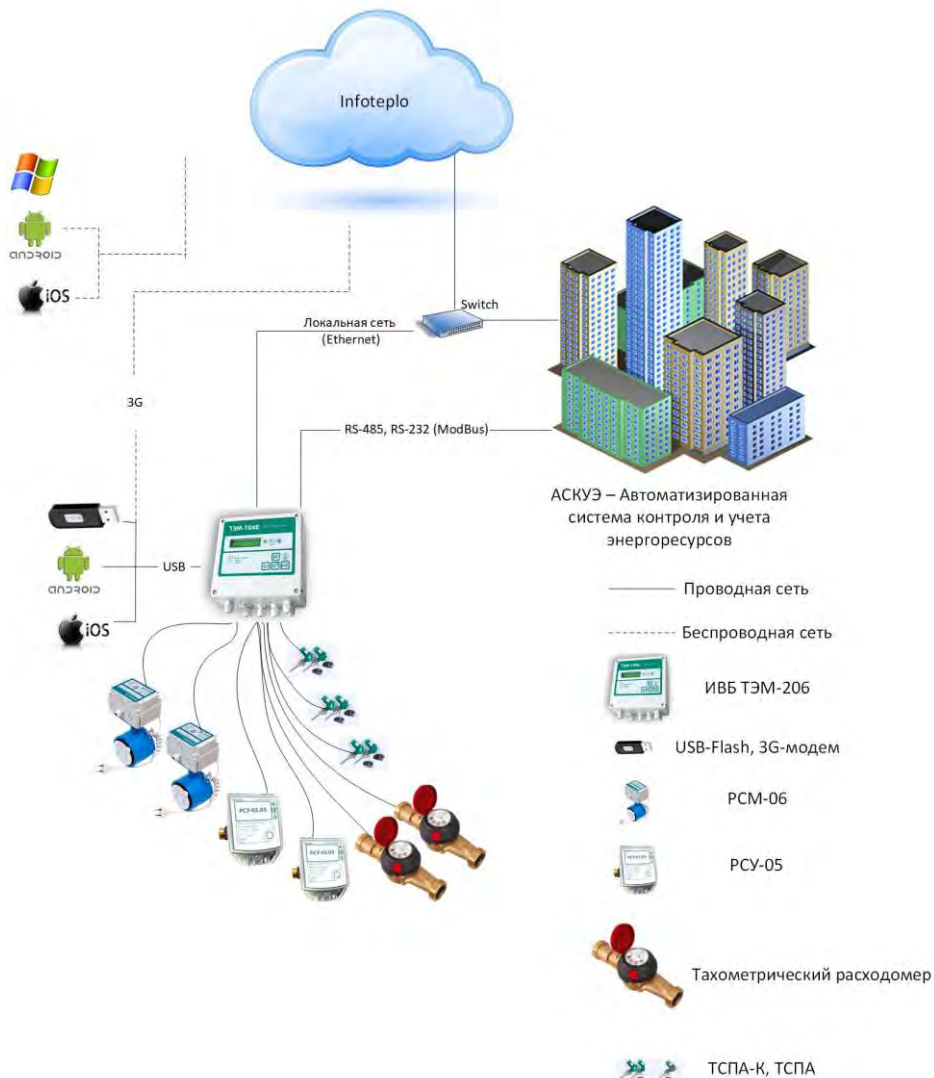 Infoteplo
android
iOS
Switch
Локальная сеть
(Ethernet)
3G
RS-485, RS-232 (ModBus)
АСКУЭ – Автоматизированная
система контроля и учета
энергоресурсов
USB
android
iOS
Проводная сеть
Беспроводная сеть
ИВБ ТЭМ-206
USB-Flash, 3G-модем
РСМ-06
РСУ-05
Тахометрический расходомер
ТСПА-К, ТСПА